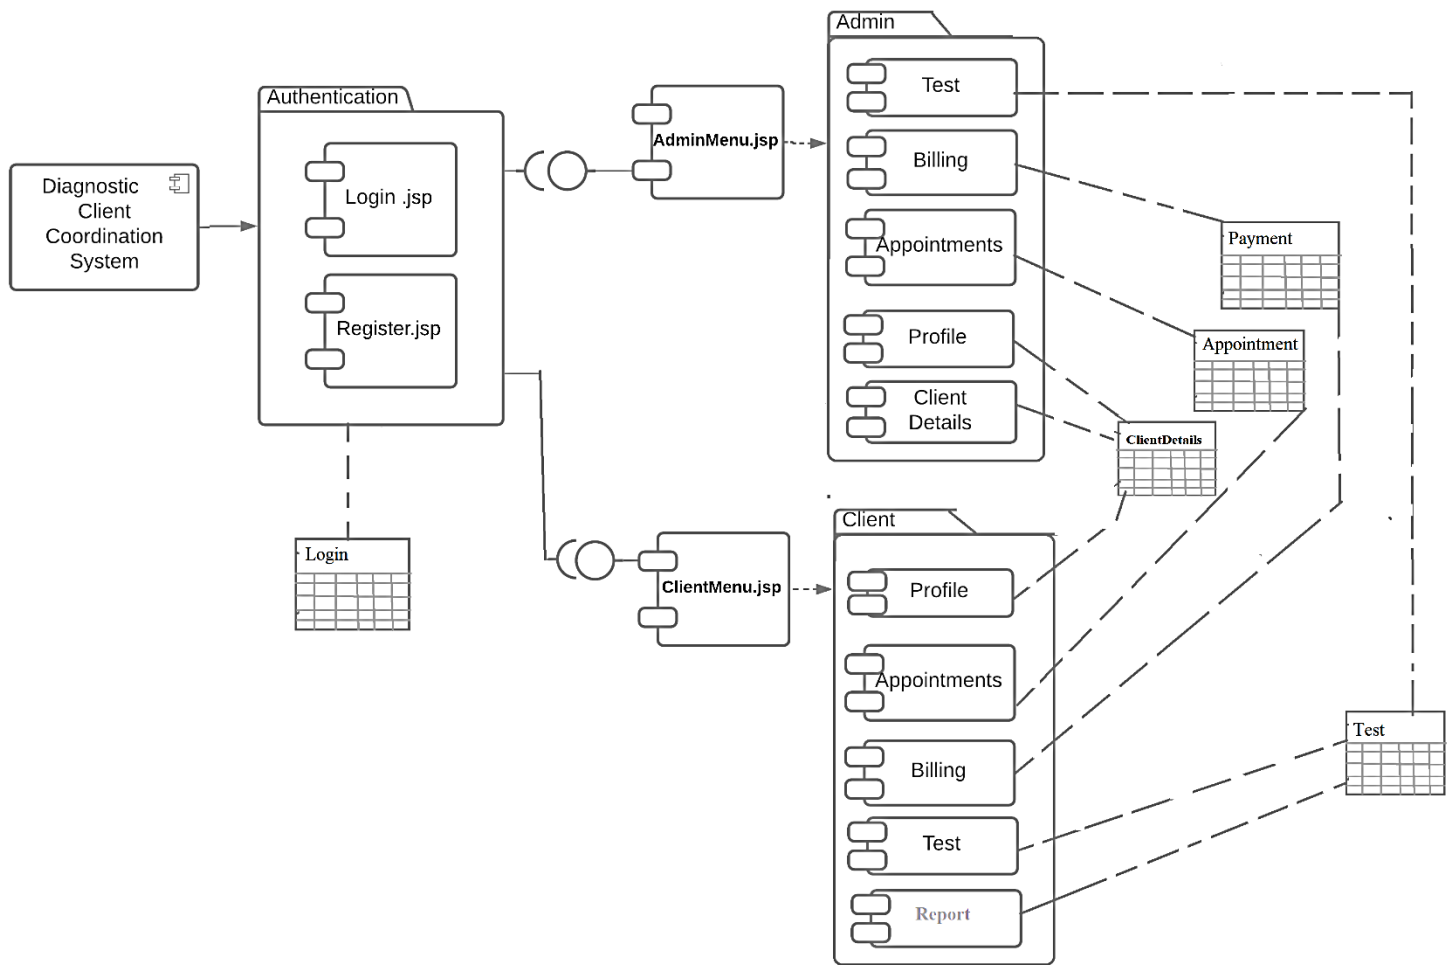 Diagnostic
Client
Coordination
System
Authentication
Login .jsp
Register.jsp
Login
AdminMenu.jsp
ClientMenu.jsp
Admin
Test
Billing
Appointments
Profile
Client
Details
Client
Profile
Appointments
Billing
Test
Report
Payment
Appointment
ClientDetails
Test